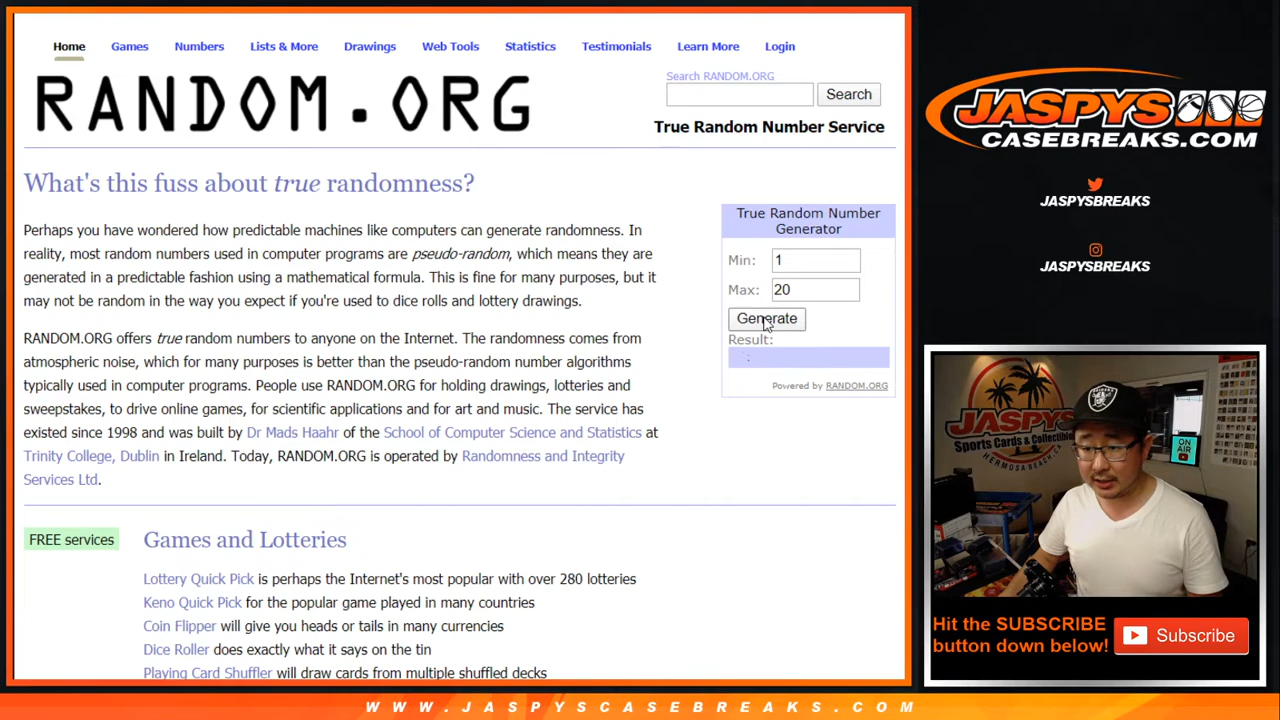 Home Games Numbers Lists & More Drawings Web Tools Statistics Testimonials Learn More Login
RANDOM.ORG
Search RANDOM.ORG
Search
True Random Number Service
What's this fuss about true randomness?
Perhaps you have wondered how predictable machines like computers can generate randomness. In
reality, most random numbers used in computer programs are pseudo-random, which means they are
generated in a predictable fashion using a mathematical formula. This is fine for many purposes, but it
may not be random in the way you expect if you're used to dice rolls and lottery drawings.
RANDOM.ORG offers true random numbers to anyone on the Internet. The randomness comes from
atmospheric noise, which for many purposes is better than the pseudo-random number algorithms
typically used in computer programs. People use RANDOM.ORG for holding drawings, lotteries and
sweepstakes, to drive online games, for scientific applications and for art and music. The service has
existed since 1998 and was built by Dr Mads Haahr of the School of Computer Science and Statistics at
Trinity College, Dublin in Ireland. Today, RANDOM.ORG is operated by Randomness and Integrity
Services Ltd.
True Random Number
Generator
Min: 1
Max: 20
Generate
Result:
Powered by RANDOM.ORG
FREE services
Games and Lotteries
Lottery Quick Pick is perhaps the Internet's most popular with over 280 lotteries
Keno Quick Pick for the popular game played in many countries
Coin Flipper will give you heads or tails in many currencies
Dice Roller does exactly what it says on the tin
Playing Card Shuffler will draw cards from multiple shuffled decks
JASPYS
CASEBREAKS.COM
JASPYSBREAKS
JASPYSBREAKS
JASPYS
Sports Cards & Collectibles
HERMOSA BEACH, CA
RAIDERS
ON
AIR
Hit the SUBSCRIBE
button down below!
Subscribe
WWW.JASPYSCASEBREAKS.COM